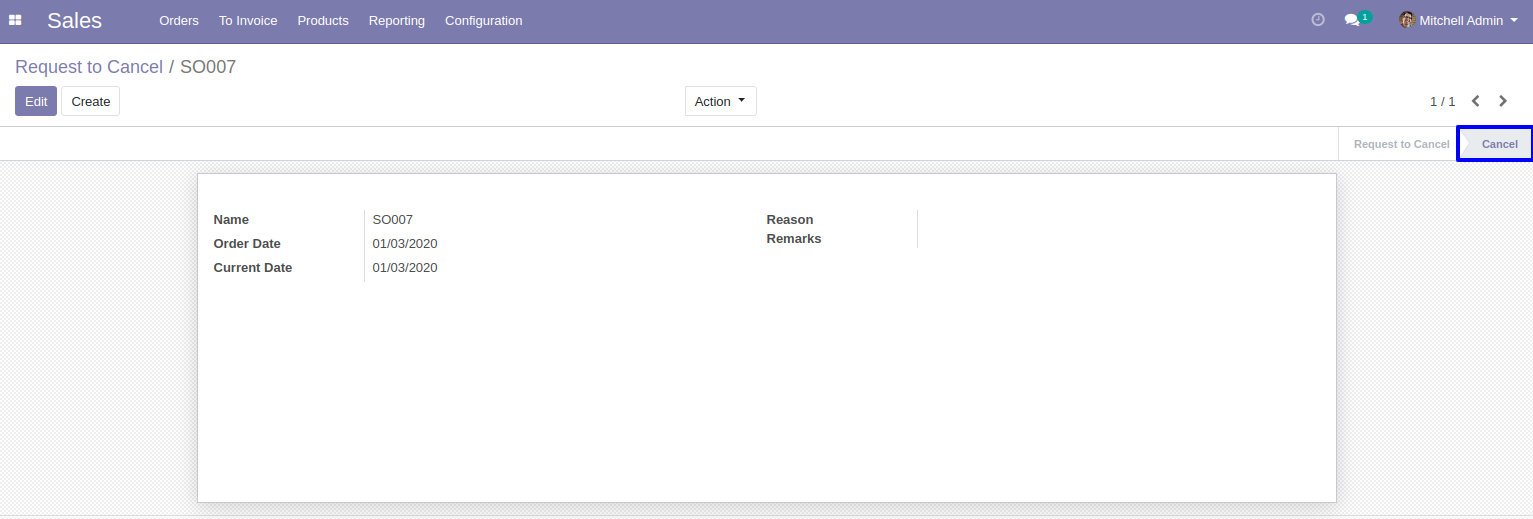 Sales Orders To Invoice Products Reporting Configuration 1 Mitchell Admin
Request to Cancel / SO007
Edit Create Action 1 / 1
Request to Cancel Cancel
Name SO007 Reason
Remarks
Order Date 01/03/2020
Current Date 01/03/2020